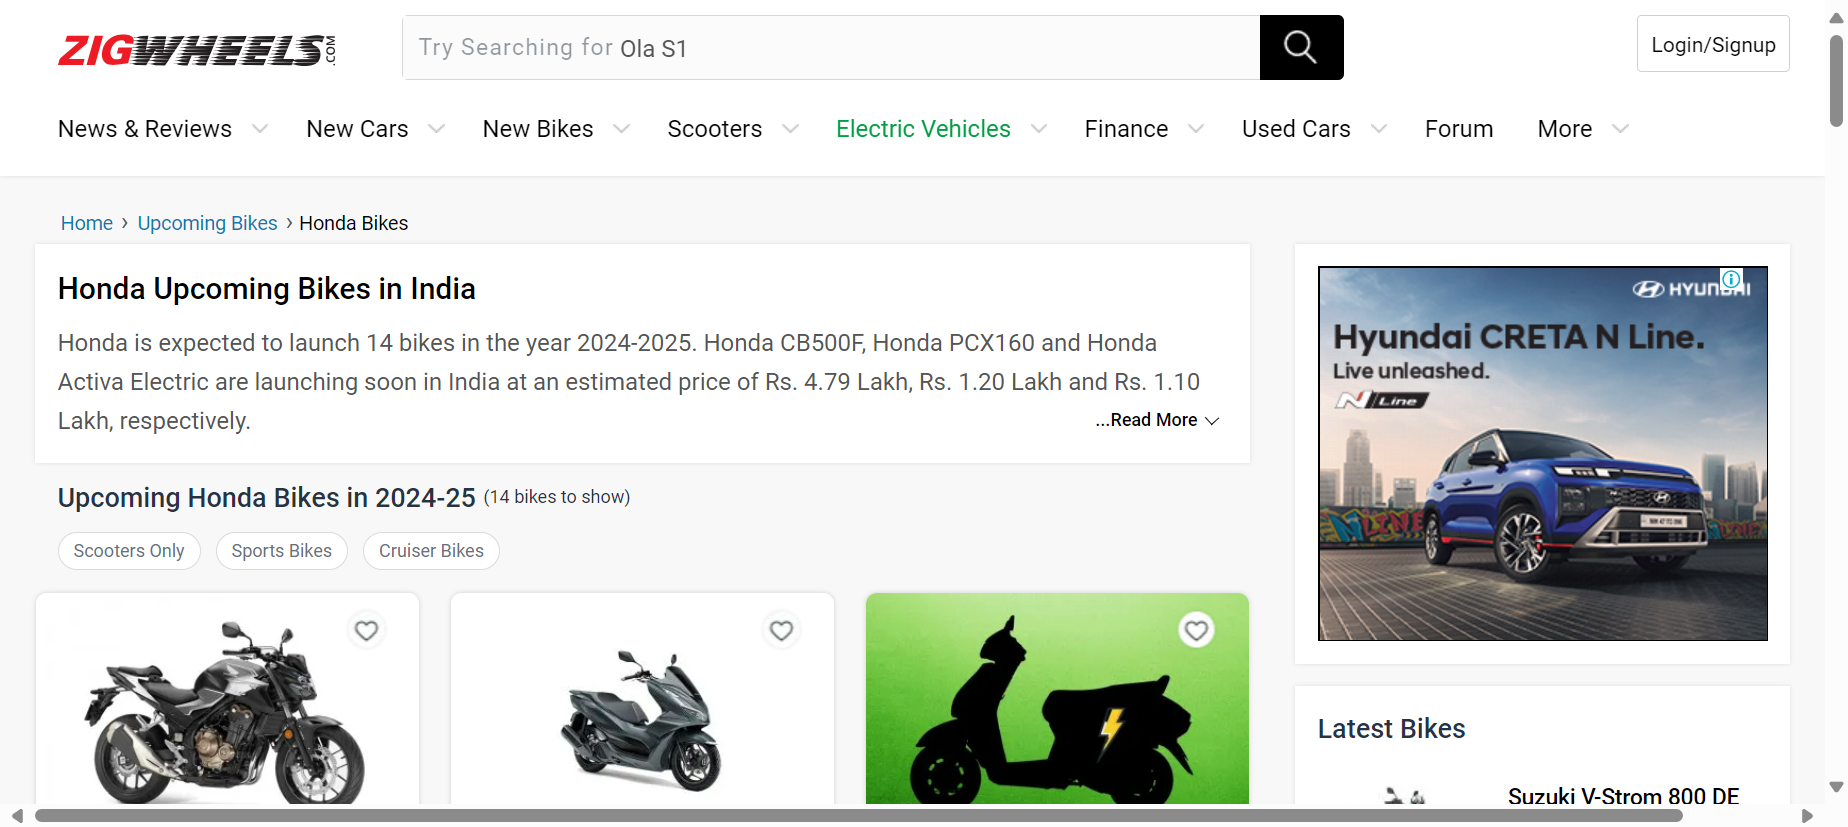 ZIGWHEELS.COM
Try Searching for Ola S1
Login/Signup
News & Reviews New Cars New Bikes Scooters Electric Vehicles Finance Used Cars Forum More
Home › Upcoming Bikes › Honda Bikes
Honda Upcoming Bikes in India
Honda is expected to launch 14 bikes in the year 2024-2025. Honda CB500F, Honda PCX160 and Honda
Activa Electric are launching soon in India at an estimated price of Rs. 4.79 Lakh, Rs. 1.20 Lakh and Rs. 1.10
Lakh, respectively.
...Read More
Upcoming Honda Bikes in 2024-25 (14 bikes to show)
Scooters Only Sports Bikes Cruiser Bikes
HYUNDAI
Hyundai CRETA N Line.
Live unleashed.
N Line
Latest Bikes
Suzuki V-Strom 800 DE